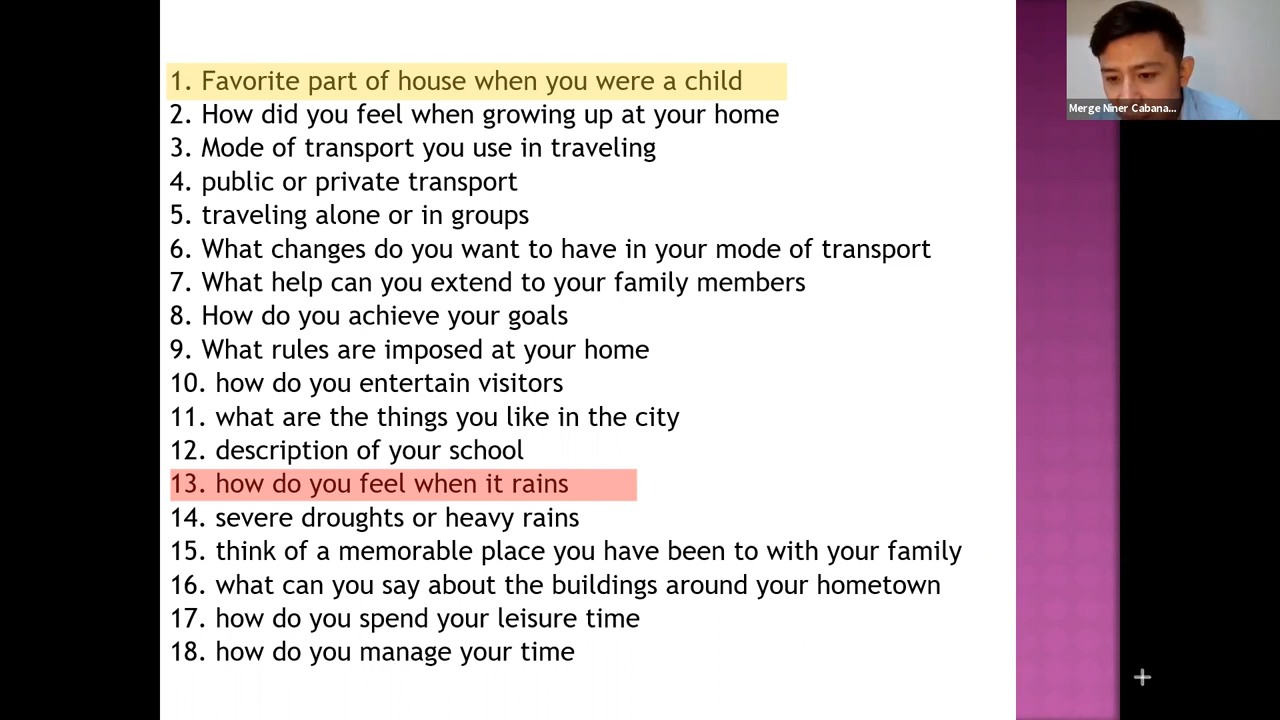 1. Favorite part of house when you were a child
2. How did you feel when growing up at your home
3. Mode of transport you use in traveling
4. public or private transport
5. traveling alone or in groups
6. What changes do you want to have in your mode of transport
7. What help can you extend to your family members
8. How do you achieve your goals
9. What rules are imposed at your home
10. how do you entertain visitors
11. what are the things you like in the city
12. description of your school
13. how do you feel when it rains
14. severe droughts or heavy rains
15. think of a memorable place you have been to with your family
16. what can you say about the buildings around your hometown
17. how do you spend your leisure time
18. how do you manage your time
Merge Niner Cabana...